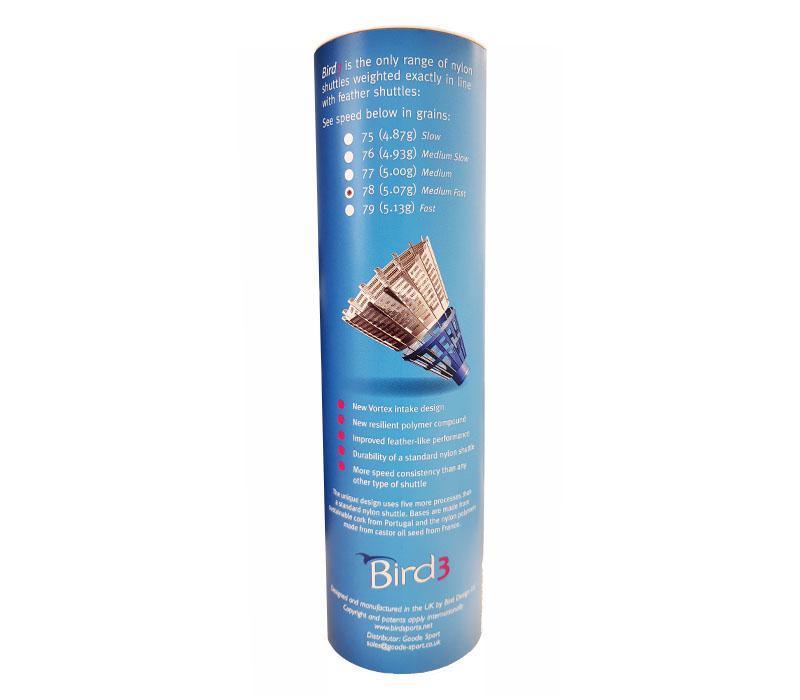 Bird3 is the only range of nylon
shuttles weighted exactly in line
with feather shuttles:
See speed below in grains:
75 (4.87g) Slow
76 (4.93g) Medium Slow
77 (5.00g) Medium
78 (5.07g) Medium Fast
79 (5.13g) Fast
New Vortex intake design
New resilient polymer compound
Improved feather-like performance
Durability of a standard nylon shuttle
More speed consistency than any
other type of shuttle
The unique design uses five more processes than
a standard nylon shuttle. Bases are made from
sustainable cork from Portugal and the nylon polymers
made from castor oil seed from France.
Bird3
Designed and manufactured in the UK by Bird Design
Copyright and patents apply internationally
www.birdsports.net
Distributor: Goode Sport
sales@goode-sport.co.uk